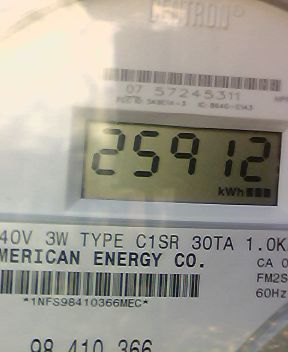 CENTRON®
07 57245311
25912
kWh
40V 3W TYPE C1SR 30TA 1.0K
MERICAN ENERGY CO.
CA 0
FM2S
60Hz
*1NFS98410366MEC*
98 410 366